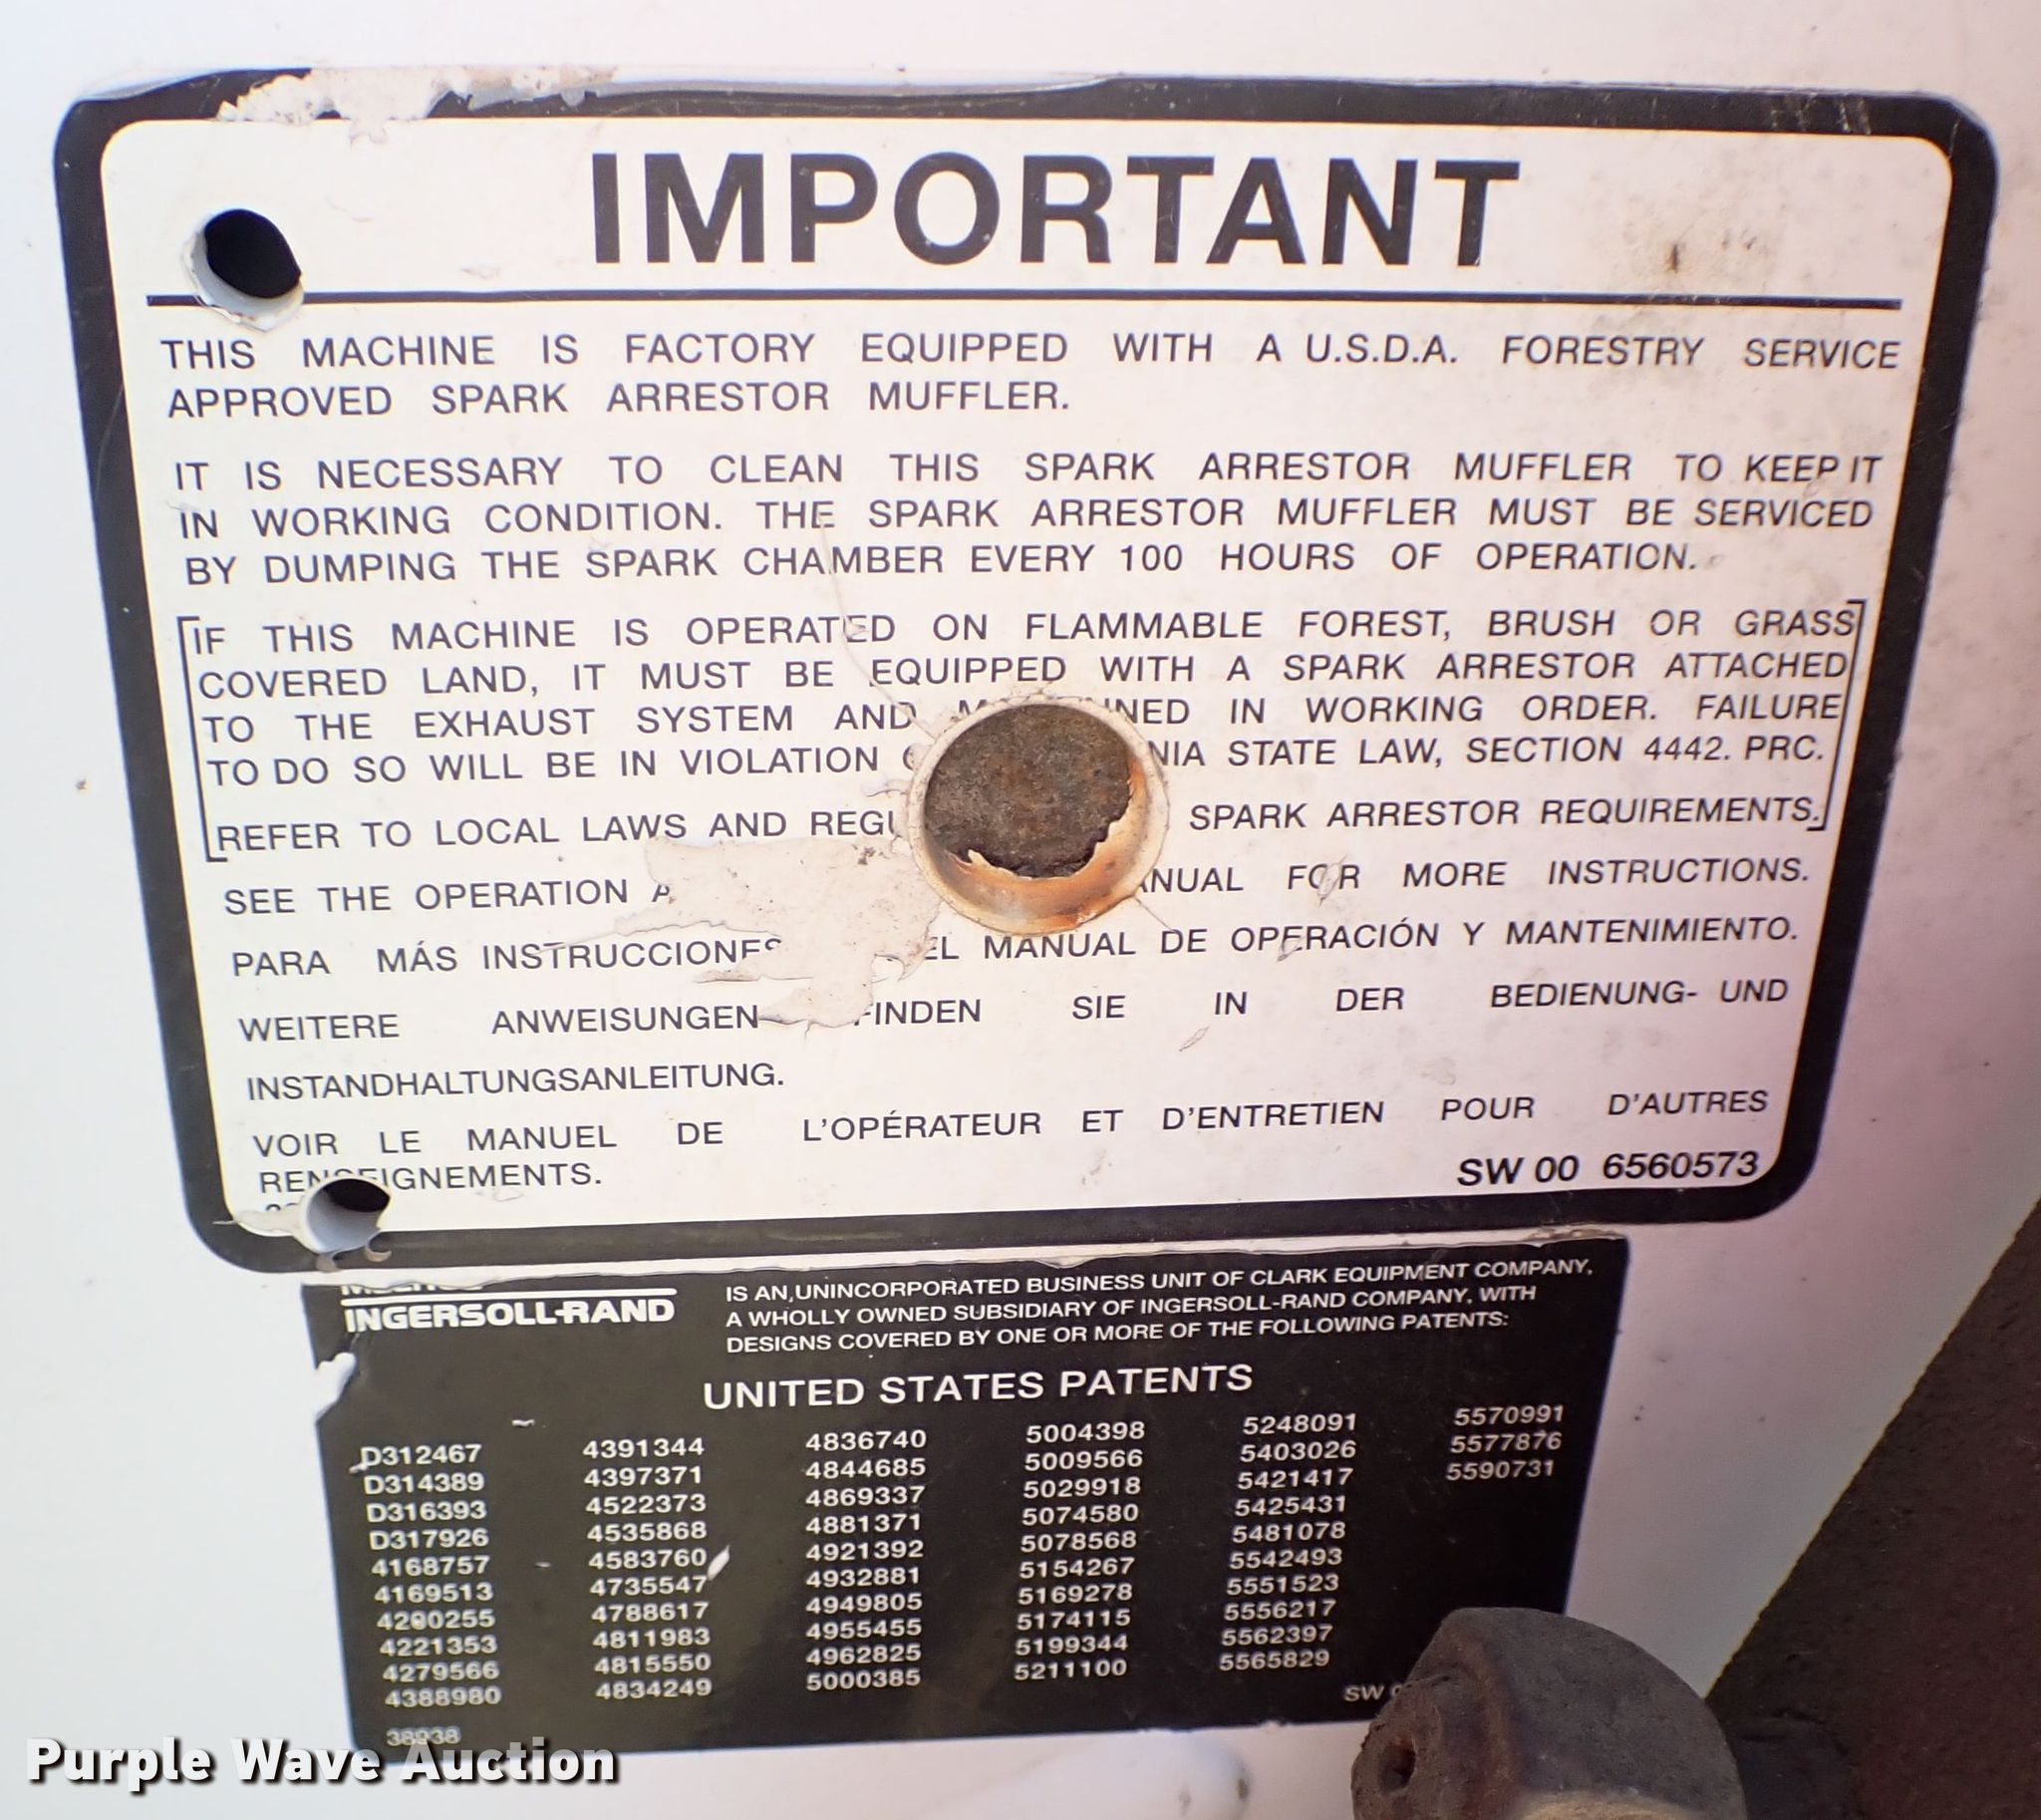 IMPORTANT
THIS MACHINE IS FACTORY EQUIPPED WITH A U.S.D.A. FORESTRY SERVICE
APPROVED SPARK ARRESTOR MUFFLER.
IT IS NECESSARY TO CLEAN THIS SPARK ARRESTOR MUFFLER TO KEEP IT
IN WORKING CONDITION. THE SPARK ARRESTOR MUFFLER MUST BE SERVICED
BY DUMPING THE SPARK CHAMBER EVERY 100 HOURS OF OPERATION.
IF THIS MACHINE IS OPERATED ON FLAMMABLE FOREST, BRUSH OR GRASS
COVERED LAND, IT MUST BE EQUIPPED WITH A SPARK ARRESTOR ATTACHED
TO THE EXHAUST SYSTEM AND IN WORKING ORDER. FAILURE
TO DO SO WILL BE IN VIOLATION STATE LAW, SECTION 4442. PRC.
REFER TO LOCAL LAWS AND SPARK ARRESTOR REQUIREMENTS.
SEE THE OPERATION FOR MORE INSTRUCTIONS.
PARA MÁS INSTRUCCIONES EL MANUAL DE OPERACIÓN Y MANTENIMIENTO.
WEITERE ANWEISUNGEN FINDEN SIE IN DER BEDIENUNG- UND
INSTANDHALTUNGSANLEITUNG.
VOIR LE MANUEL DE L'OPÉRATEUR ET D'ENTRETIEN POUR D'AUTRES
RENSEIGNEMENTS.
SW 00 6560573
INGERSOLL-RAND
IS AN UNINCORPORATED BUSINESS UNIT OF CLARK EQUIPMENT COMPANY,
A WHOLLY OWNED SUBSIDIARY OF INGERSOLL-RAND COMPANY, WITH
DESIGNS COVERED BY ONE OR MORE OF THE FOLLOWING PATENTS:
UNITED STATES PATENTS
D312467 4391344 4836740 5004398 5248091 5570991
D314389 4397371 4844685 5009566 5403026 5577876
D316393 4522373 4869337 5029918 5421417 5590731
D317926 4535868 4881371 5074580 5425431
4168757 4583760 4921392 5078568 5481078
4169513 4735547 4932881 5154267 5542493
4200255 4788617 4949805 5169278 5551523
4221353 4811983 4955455 5174115 5556217
4279566 4815550 4962825 5199344 5562397
4388980 4834249 5000385 5211100 5565829
SW
38938
Purple Wave Auction